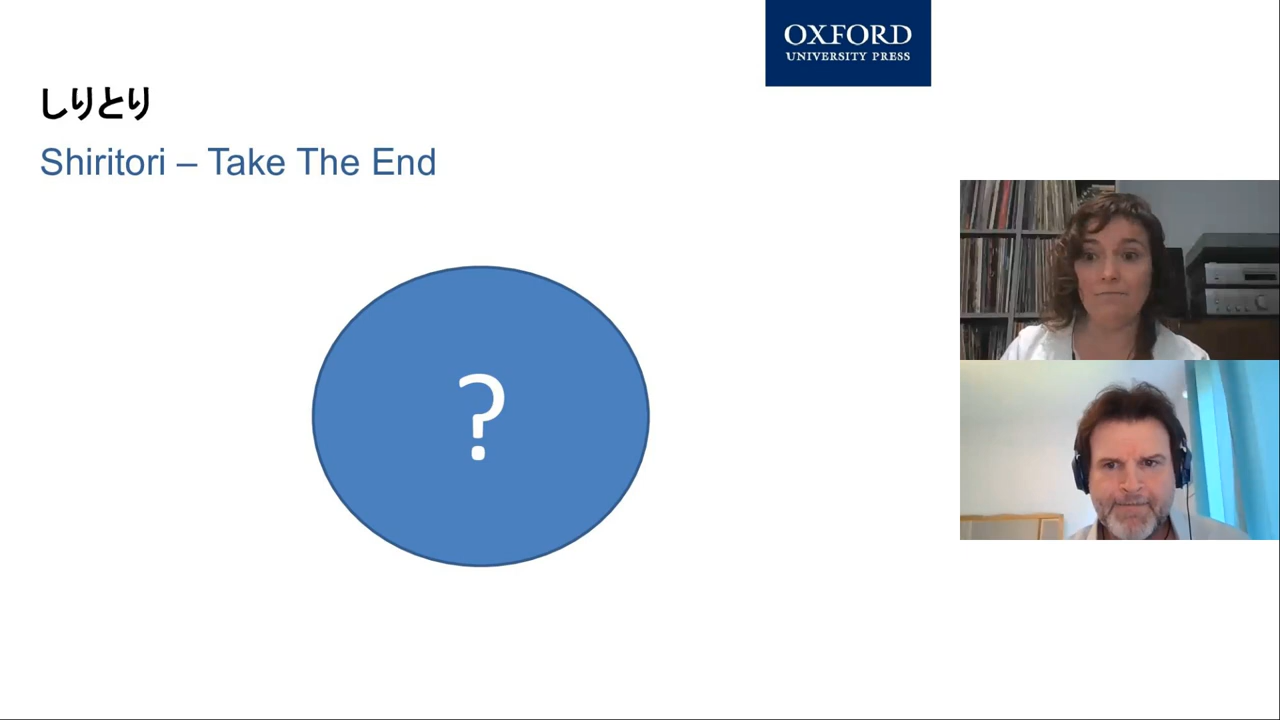 OXFORD
UNIVERSITY PRESS
しりとり
Shiritori – Take The End
?